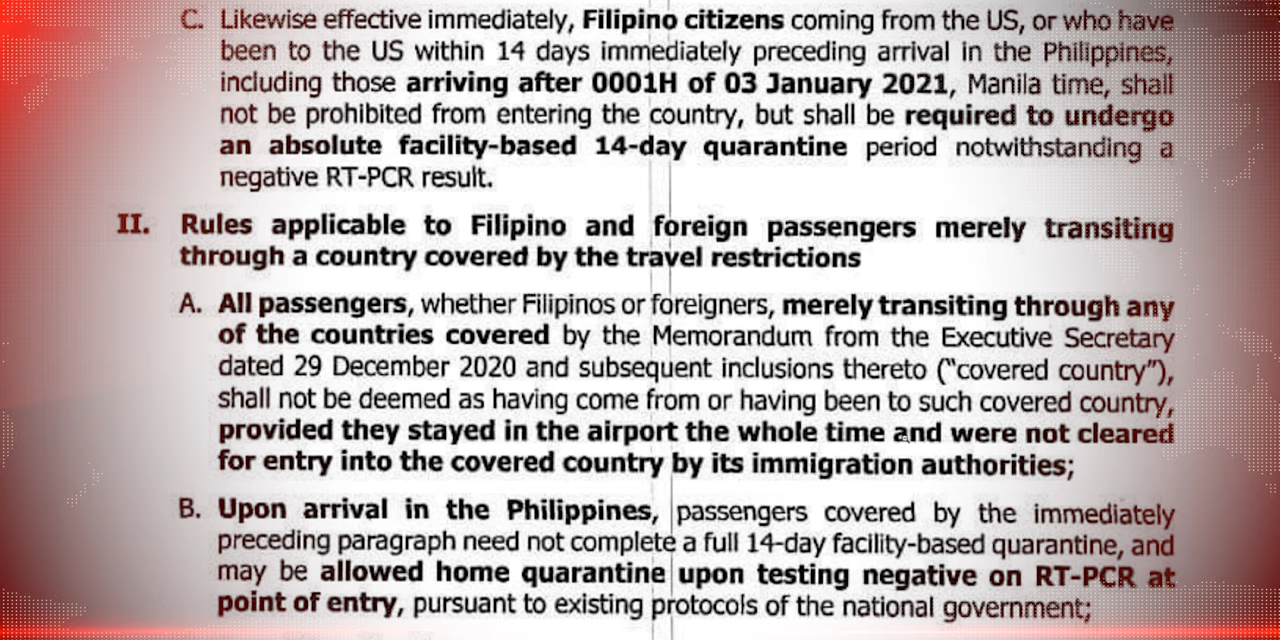 C. Likewise effective immediately, Filipino citizens coming from the US, or who have
been to the US within 14 days immediately preceding arrival in the Philippines,
including those arriving after 0001H of 03 January 2021, Manila time, shall
not be prohibited from entering the country, but shall be required to undergo
an absolute facility-based 14-day quarantine period notwithstanding a
negative RT-PCR result.
II. Rules applicable to Filipino and foreign passengers merely transiting
through a country covered by the travel restrictions
A. All passengers, whether Filipinos or foreigners, merely transiting through any
of the countries covered by the Memorandum from the Executive Secretary
dated 29 December 2020 and subsequent inclusions thereto ("covered country"),
shall not be deemed as having come from or having been to such covered country,
provided they stayed in the airport the whole time and were not cleared
for entry into the covered country by its immigration authorities;
B. Upon arrival in the Philippines, passengers covered by the immediately
preceding paragraph need not complete a full 14-day facility-based quarantine, and
may be allowed home quarantine upon testing negative on RT-PCR at
point of entry, pursuant to existing protocols of the national government;